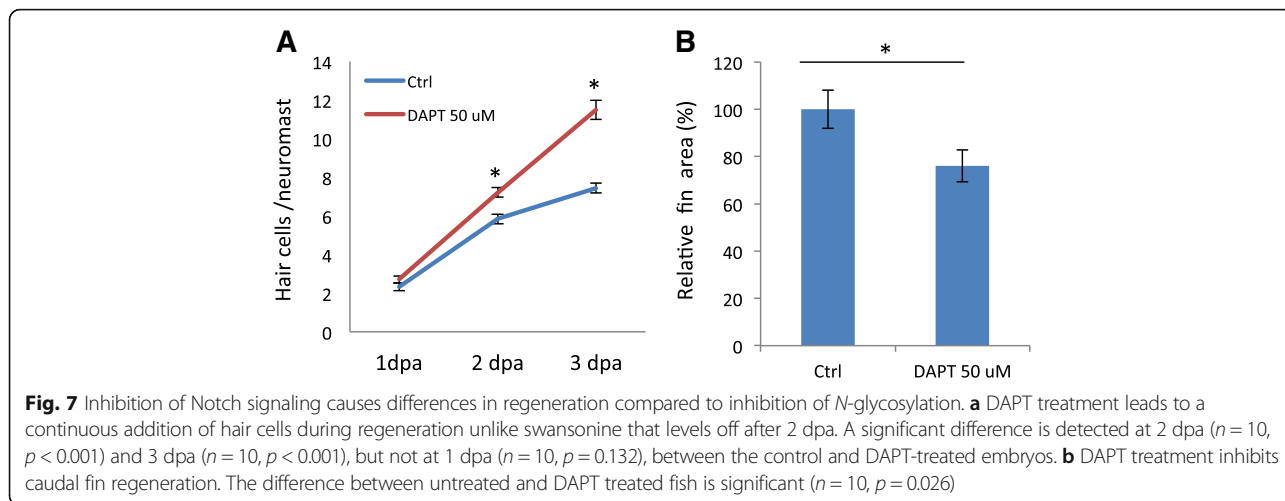 A
Hair cells /neuromast
14
12
10
8
6
4
2
0
Ctrl
DAPT 50 uM
*
*
1dpa
2 dpa
3 dpa
B
Relative fin area (%)
120
100
80
60
40
20
0
*
Ctrl
DAPT 50 uM
Fig. 7 Inhibition of Notch signaling causes differences in regeneration compared to inhibition of N-glycosylation. a DAPT treatment leads to a
continuous addition of hair cells during regeneration unlike swansonine that levels off after 2 dpa. A significant difference is detected at 2 dpa (n = 10,
p < 0.001) and 3 dpa (n = 10, p < 0.001), but not at 1 dpa (n = 10, p = 0.132), between the control and DAPT-treated embryos. b DAPT treatment inhibits
caudal fin regeneration. The difference between untreated and DAPT treated fish is significant (n = 10, p = 0.026)